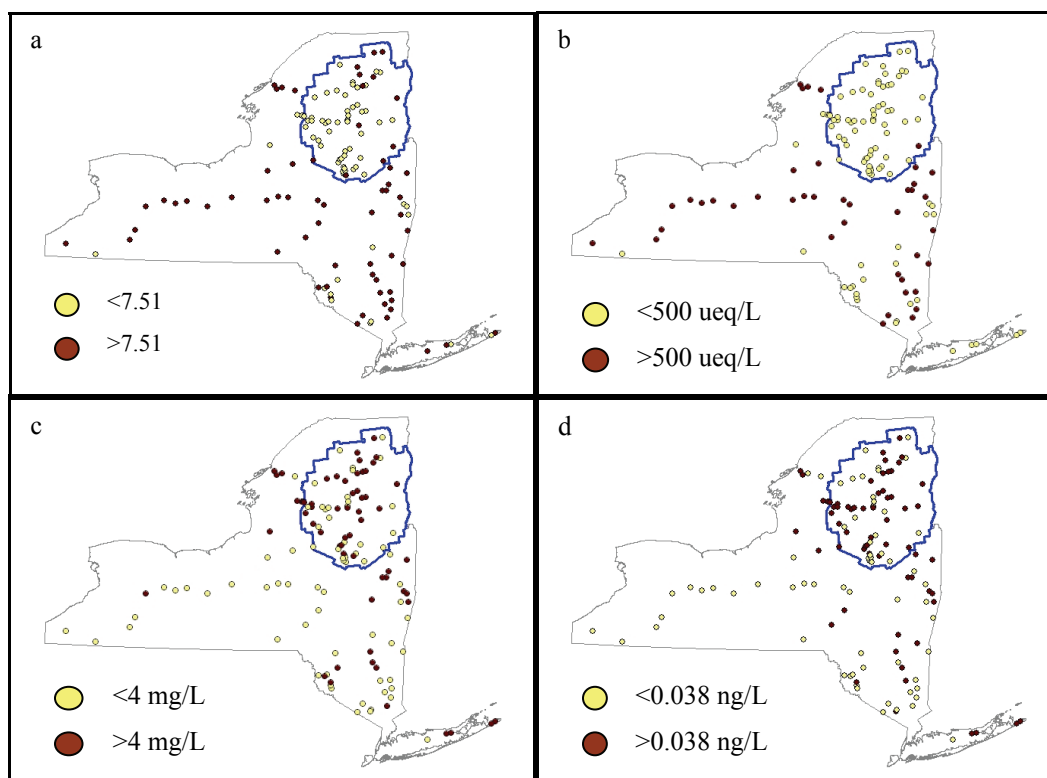 a
<7.51
>7.51
b
<500 ueq/L
>500 ueq/L
c
<4 mg/L
>4 mg/L
d
<0.038 ng/L
>0.038 ng/L